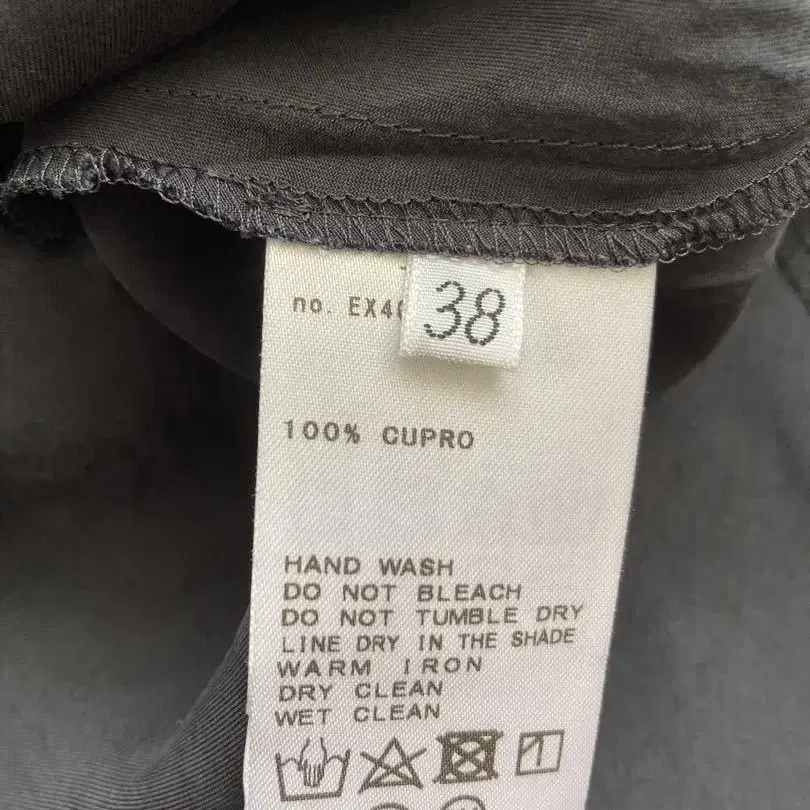 no. EX4
38
100% CUPRO
HAND WASH
DO NOT BLEACH
DO NOT TUMBLE DRY
LINE DRY IN THE SHADE
WARM IRON
DRY CLEAN
WET CLEAN